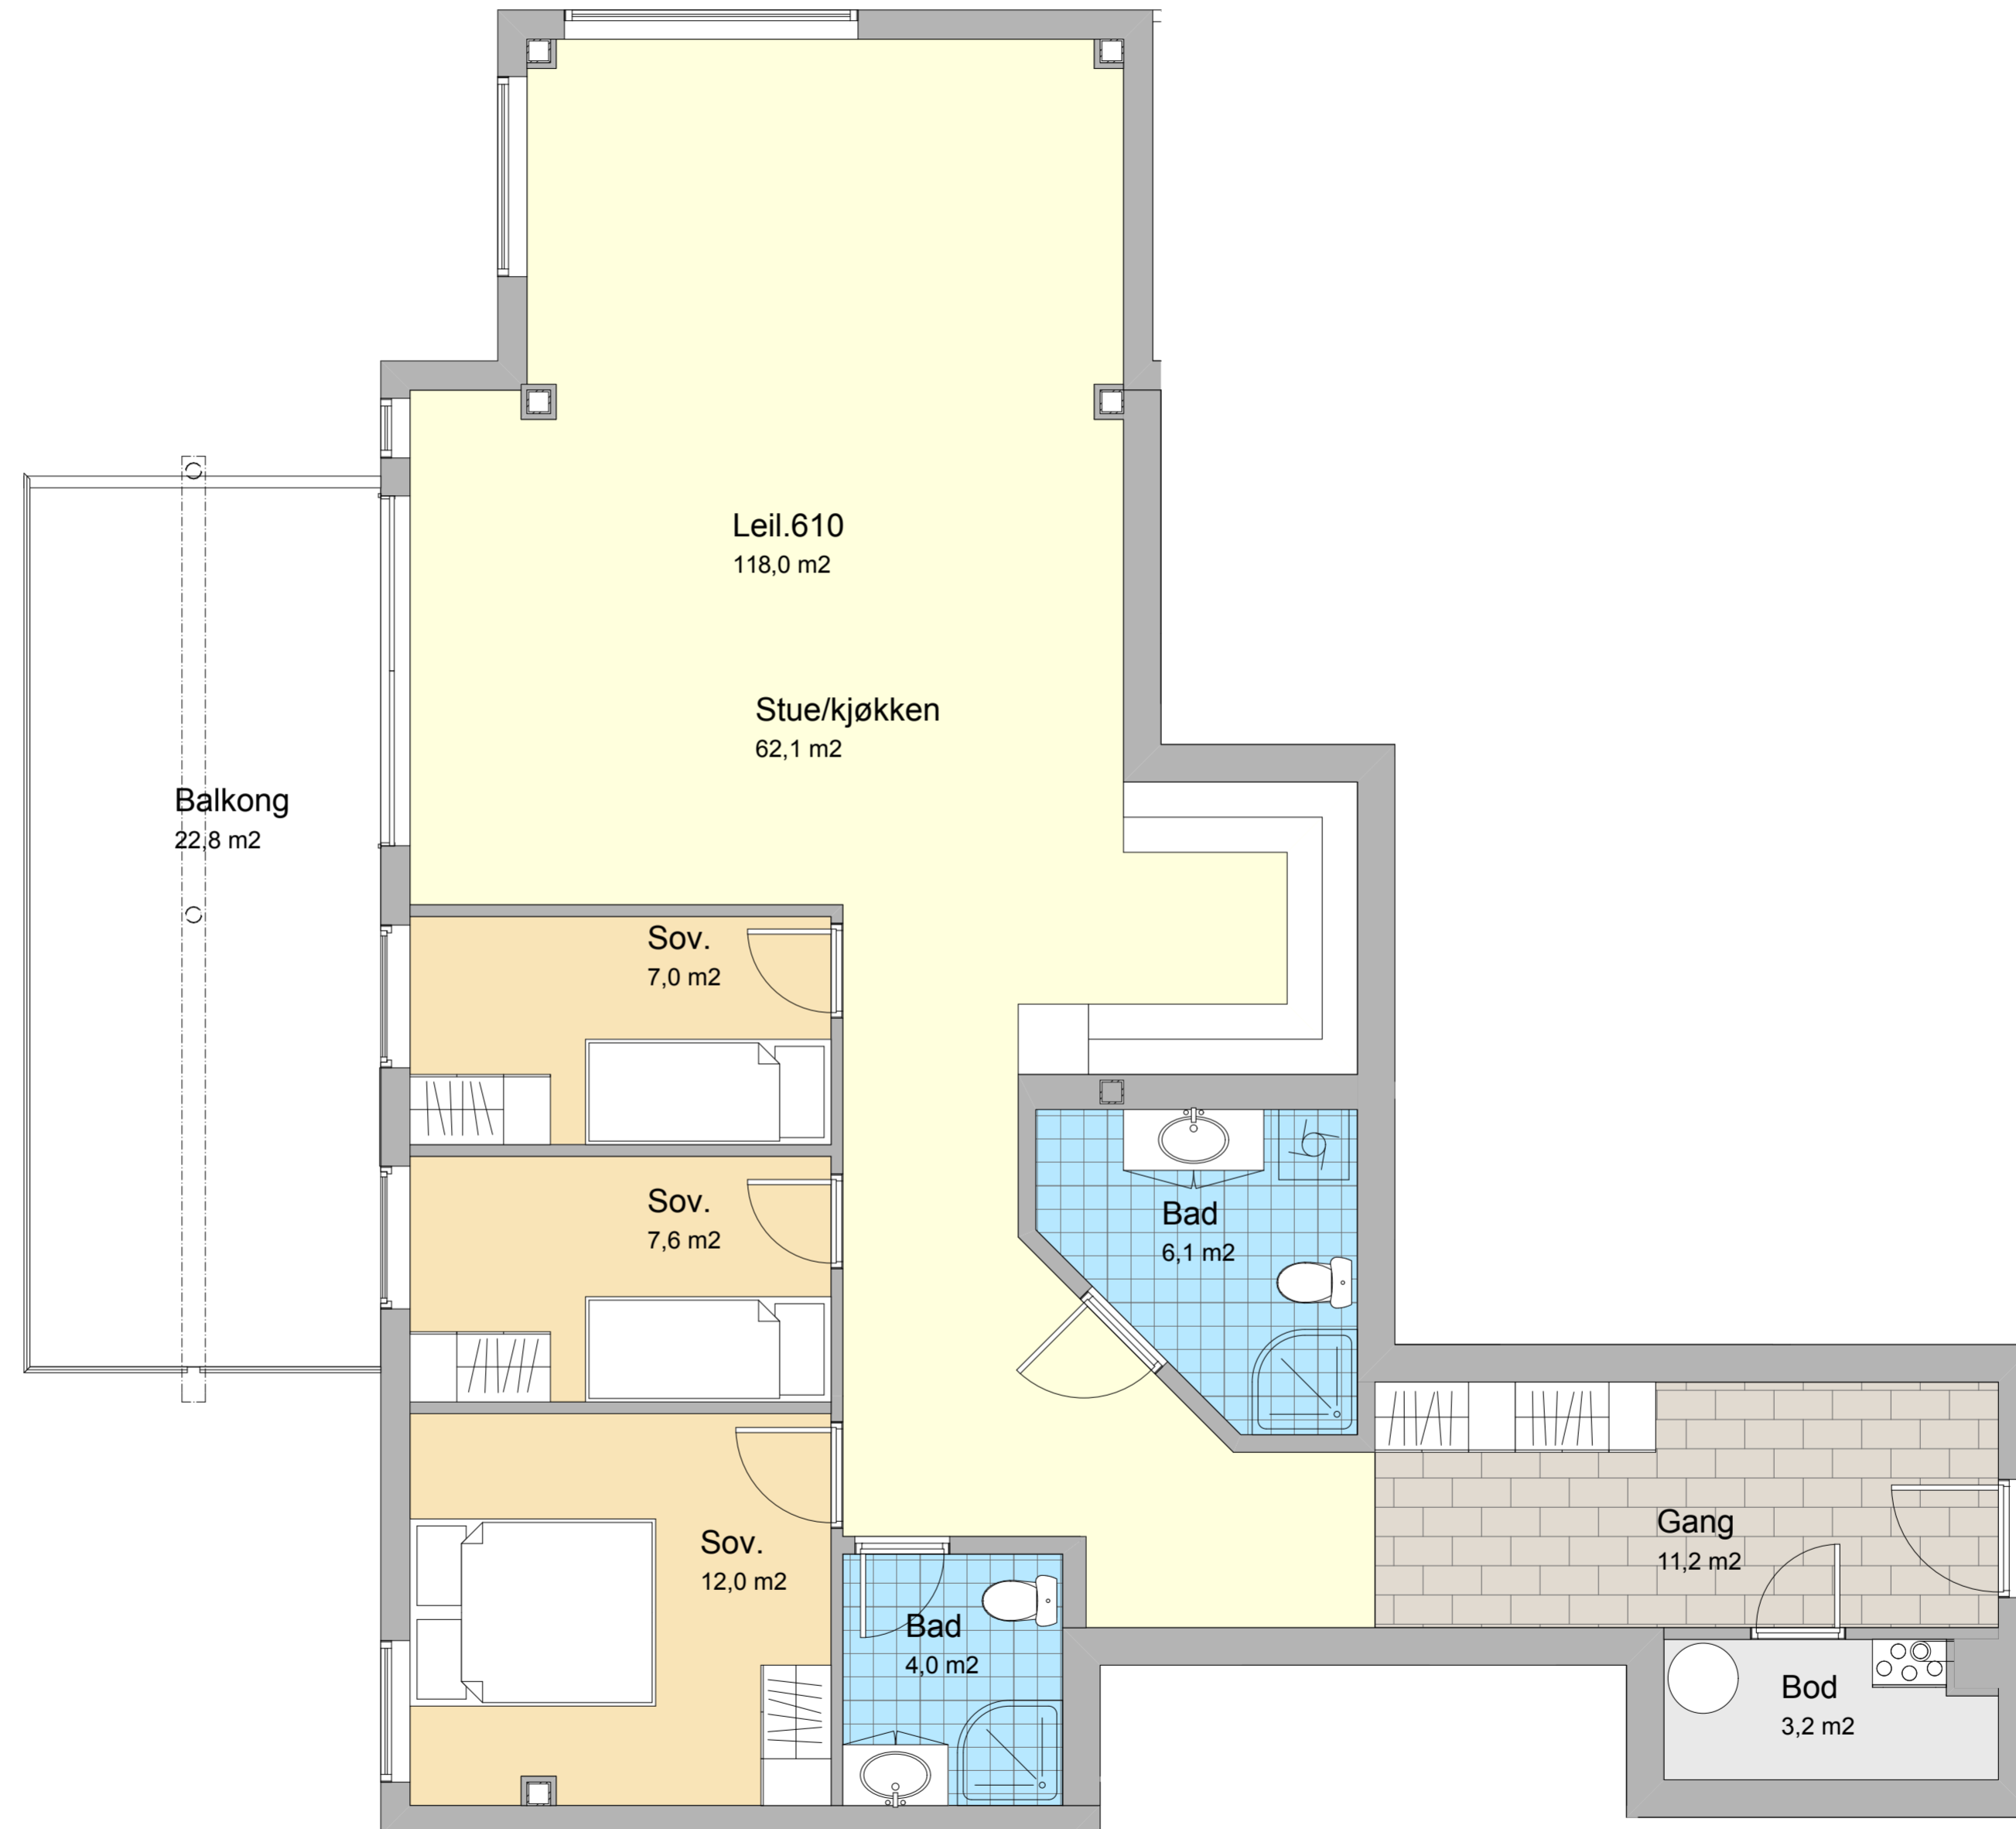 Leil.610
118,0 m2
Stue/kjøkken
62,1 m2
Balkong
22,8 m2
Sov.
7,0 m2
Sov.
7,6 m2
Bad
6,1 m2
Sov.
12,0 m2
Gang
11,2 m2
Bad
4,0 m2
Bod
3,2 m2